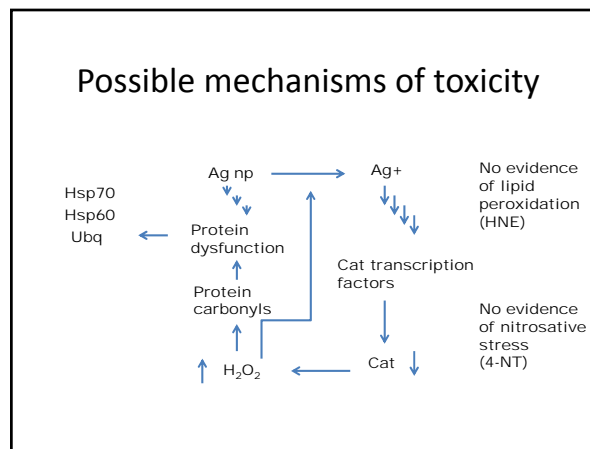 Possible mechanisms of toxicity
Ag np
Ag+
No evidence
of lipid
peroxidation
(HNE)
Hsp70
Hsp60
Ubq
Protein
dysfunction
Cat transcription
factors
Protein
carbonyls
No evidence
of nitrosative
stress
(4-NT)
H₂O₂
Cat